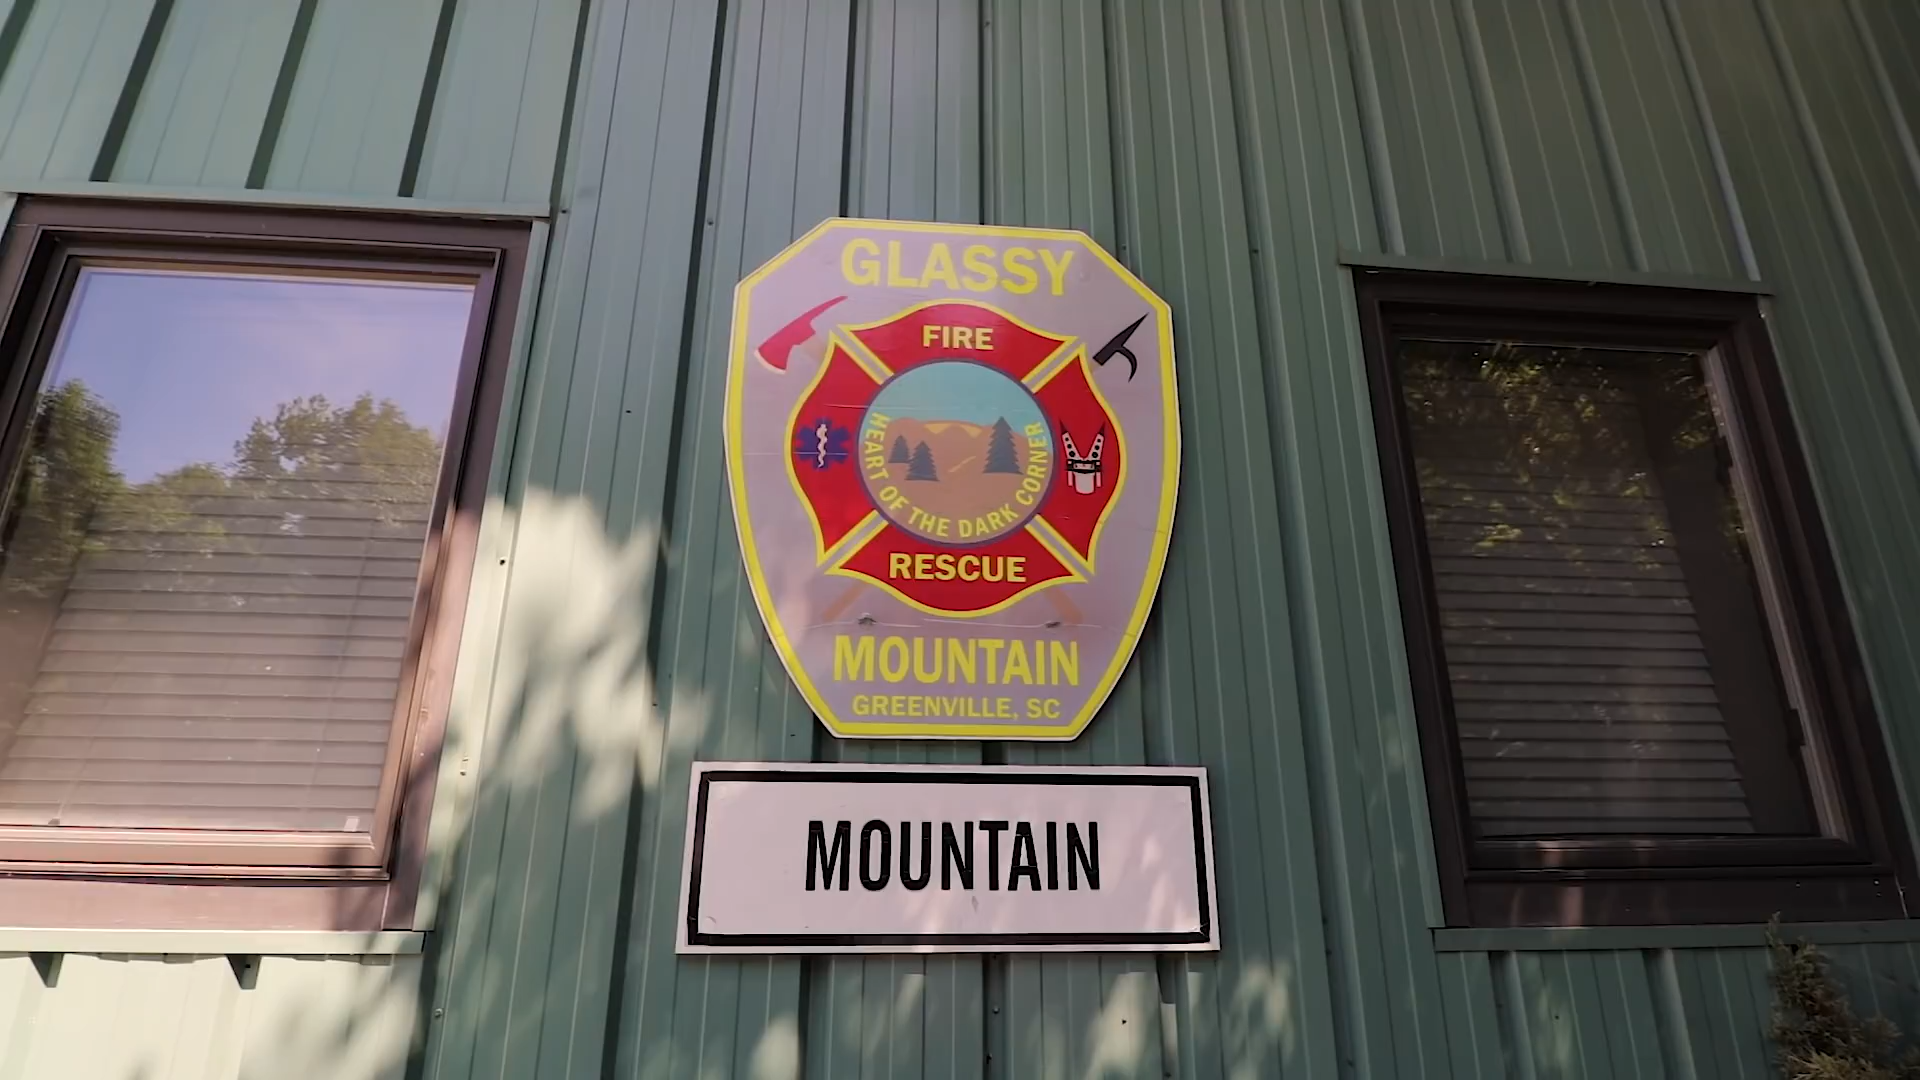 GLASSY
FIRE
HEART OF THE DARK CORNER
RESCUE
MOUNTAIN
GREENVILLE, SC
MOUNTAIN